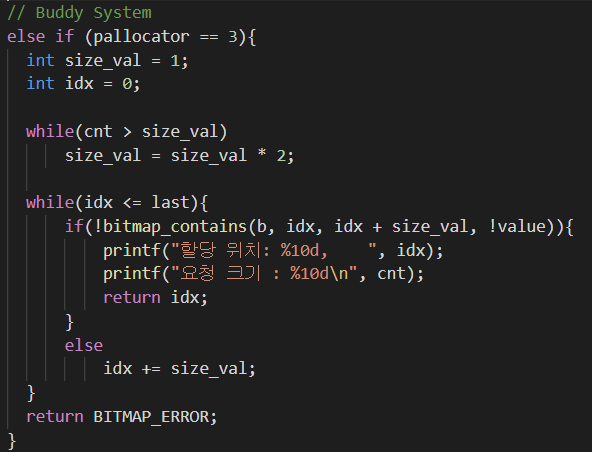 // Buddy System
else if (pallocator == 3){
int size_val = 1;
int idx = 0;
while(cnt > size_val)
size_val = size_val * 2;
while(idx <= last){
if(!bitmap_contains(b, idx, idx + size_val, !value)){
printf("할당 위치: %10d,    ", idx);
printf("요청 크기 : %10d\n", cnt);
return idx;
}
else
idx += size_val;
}
return BITMAP_ERROR;
}